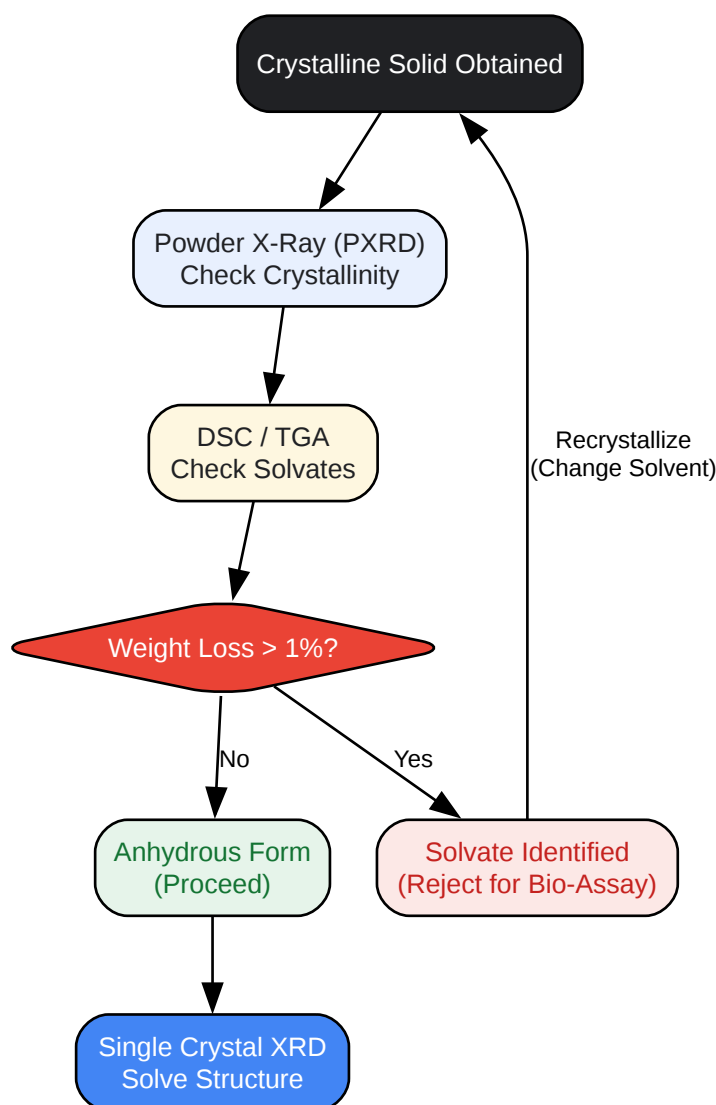 Crystalline Solid Obtained
Powder X-Ray (PXRD)
Check Crystallinity
DSC / TGA
Check Solvates
Recrystallize
(Change Solvent)
Weight Loss > 1%?
No
Yes
Anhydrous Form
(Proceed)
Solvate Identified
(Reject for Bio-Assay)
Single Crystal XRD
Solve Structure